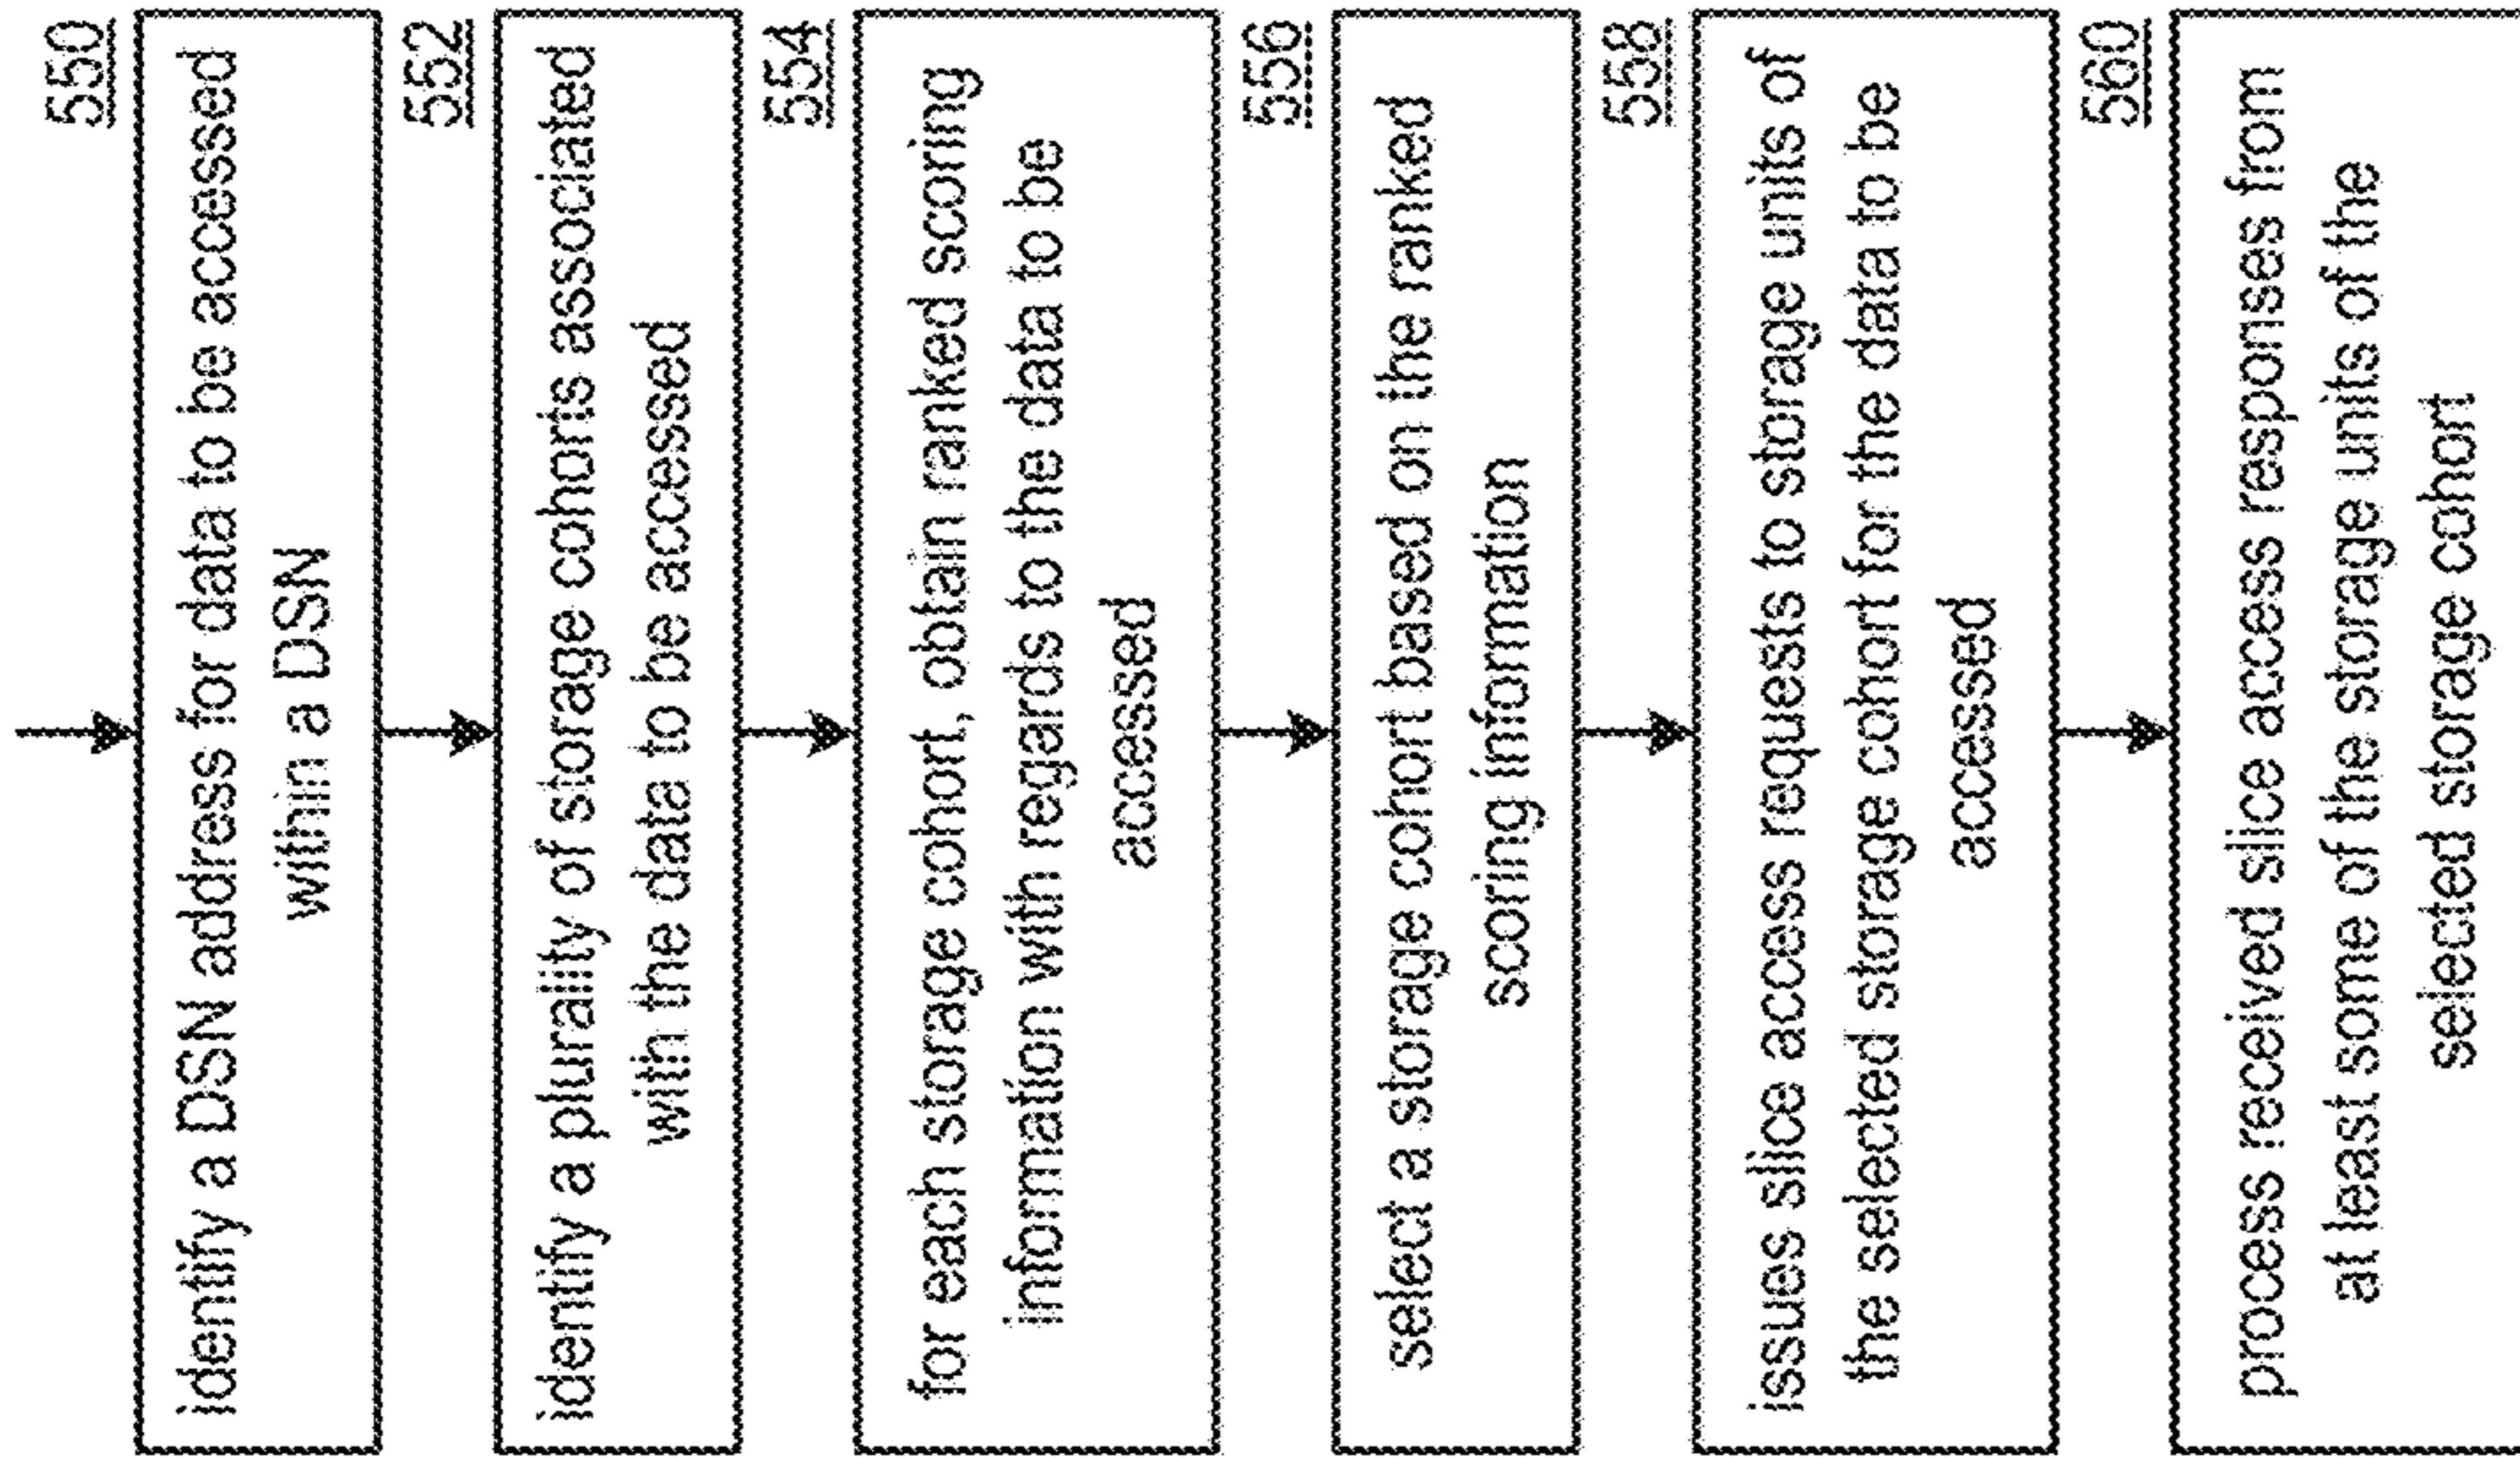 550
identify a DSN address for data to be accessed
within a DSN
552
identify a plurality of storage cohorts associated
with the data to be accessed
554
for each storage cohort, obtain ranked scoring
information with regards to the data to be
accessed
556
select a storage cohort based on the ranked
scoring information
558
issues slice access requests to storage units of
the selected storage cohort for the data to be
accessed
560
process received slice access responses from
at least some of the storage units of the
selected storage cohort